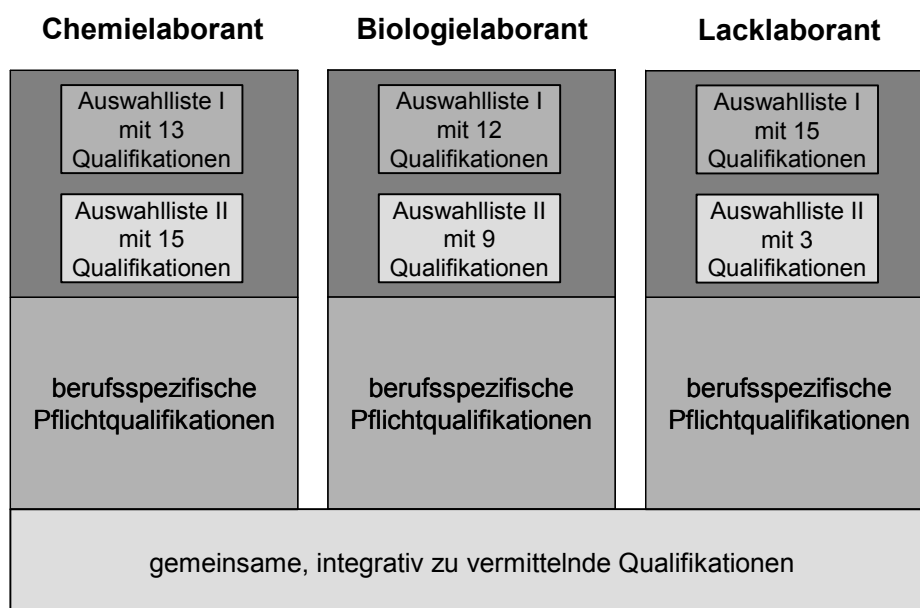 Chemielaborant
Auswahlliste I
mit 13
Qualifikationen
Auswahlliste II
mit 15
Qualifikationen
berufsspezifische
Pflichtqualifikationen
Biologielaborant
Auswahlliste I
mit 12
Qualifikationen
Auswahlliste II
mit 9
Qualifikationen
berufsspezifische
Pflichtqualifikationen
Lacklaborant
Auswahlliste I
mit 15
Qualifikationen
Auswahlliste II
mit 3
Qualifikationen
berufsspezifische
Pflichtqualifikationen
gemeinsame, integrativ zu vermittelnde Qualifikationen